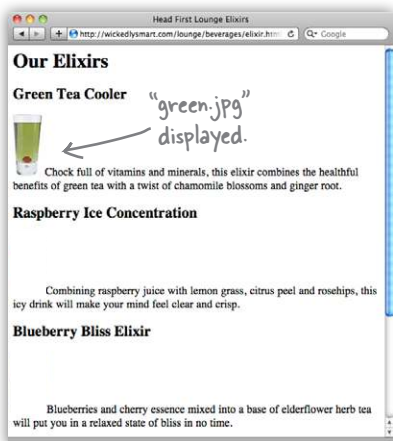 Head First Lounge Elixirs
http://wickedlysmart.com/lounge/beverages/elixir.html
Google
Our Elixirs
Green Tea Cooler
"green.jpg"
displayed.
Chock full of vitamins and minerals, this elixir combines the healthful
benefits of green tea with a twist of chamomile blossoms and ginger root.
Raspberry Ice Concentration
Combining raspberry juice with lemon grass, citrus peel and rosehips, this
icy drink will make your mind feel clear and crisp.
Blueberry Bliss Elixir
Blueberries and cherry essence mixed into a base of elderflower herb tea
will put you in a relaxed state of bliss in no time.